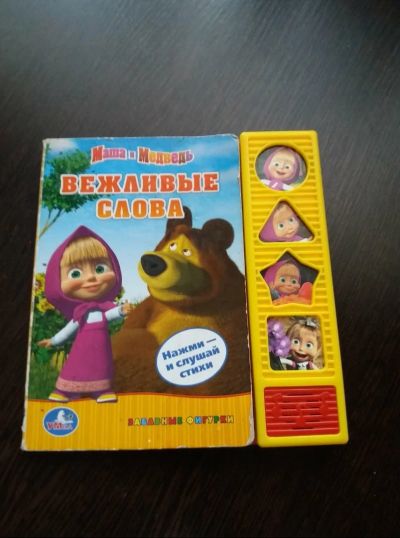 Маша и Медведь
ВЕЖЛИВЫЕ
СЛОВА
Нажми —
и слушай
стихи
УМка
ЗАБАВНЫЕ ФИГУРКИ